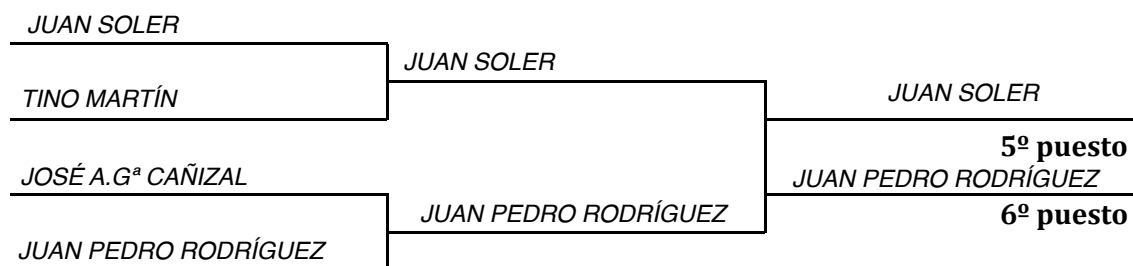 JUAN SOLER
JUAN SOLER
TINO MARTÍN
JUAN SOLER
5º puesto
JOSÉ A.Gª CAÑIZAL
JUAN PEDRO RODRÍGUEZ
JUAN PEDRO RODRÍGUEZ
6º puesto
JUAN PEDRO RODRÍGUEZ